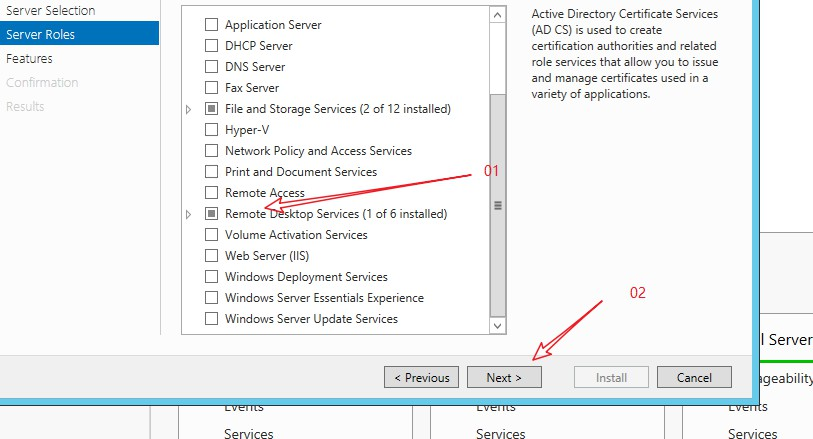 Server Selection
Server Roles
Features
Confirmation
Results
Application Server
DHCP Server
DNS Server
Fax Server
File and Storage Services (2 of 12 installed)
Hyper-V
Network Policy and Access Services
Print and Document Services
Remote Access
Remote Desktop Services (1 of 6 installed)
Volume Activation Services
Web Server (IIS)
Windows Deployment Services
Windows Server Essentials Experience
Windows Server Update Services
Active Directory Certificate Services
(AD CS) is used to create
certification authorities and related
role services that allow you to issue
and manage certificates used in a
variety of applications.
01
02
< Previous
Next >
Install
Cancel
l Server
ageability
Events
Events
Events
Services
Services
Services